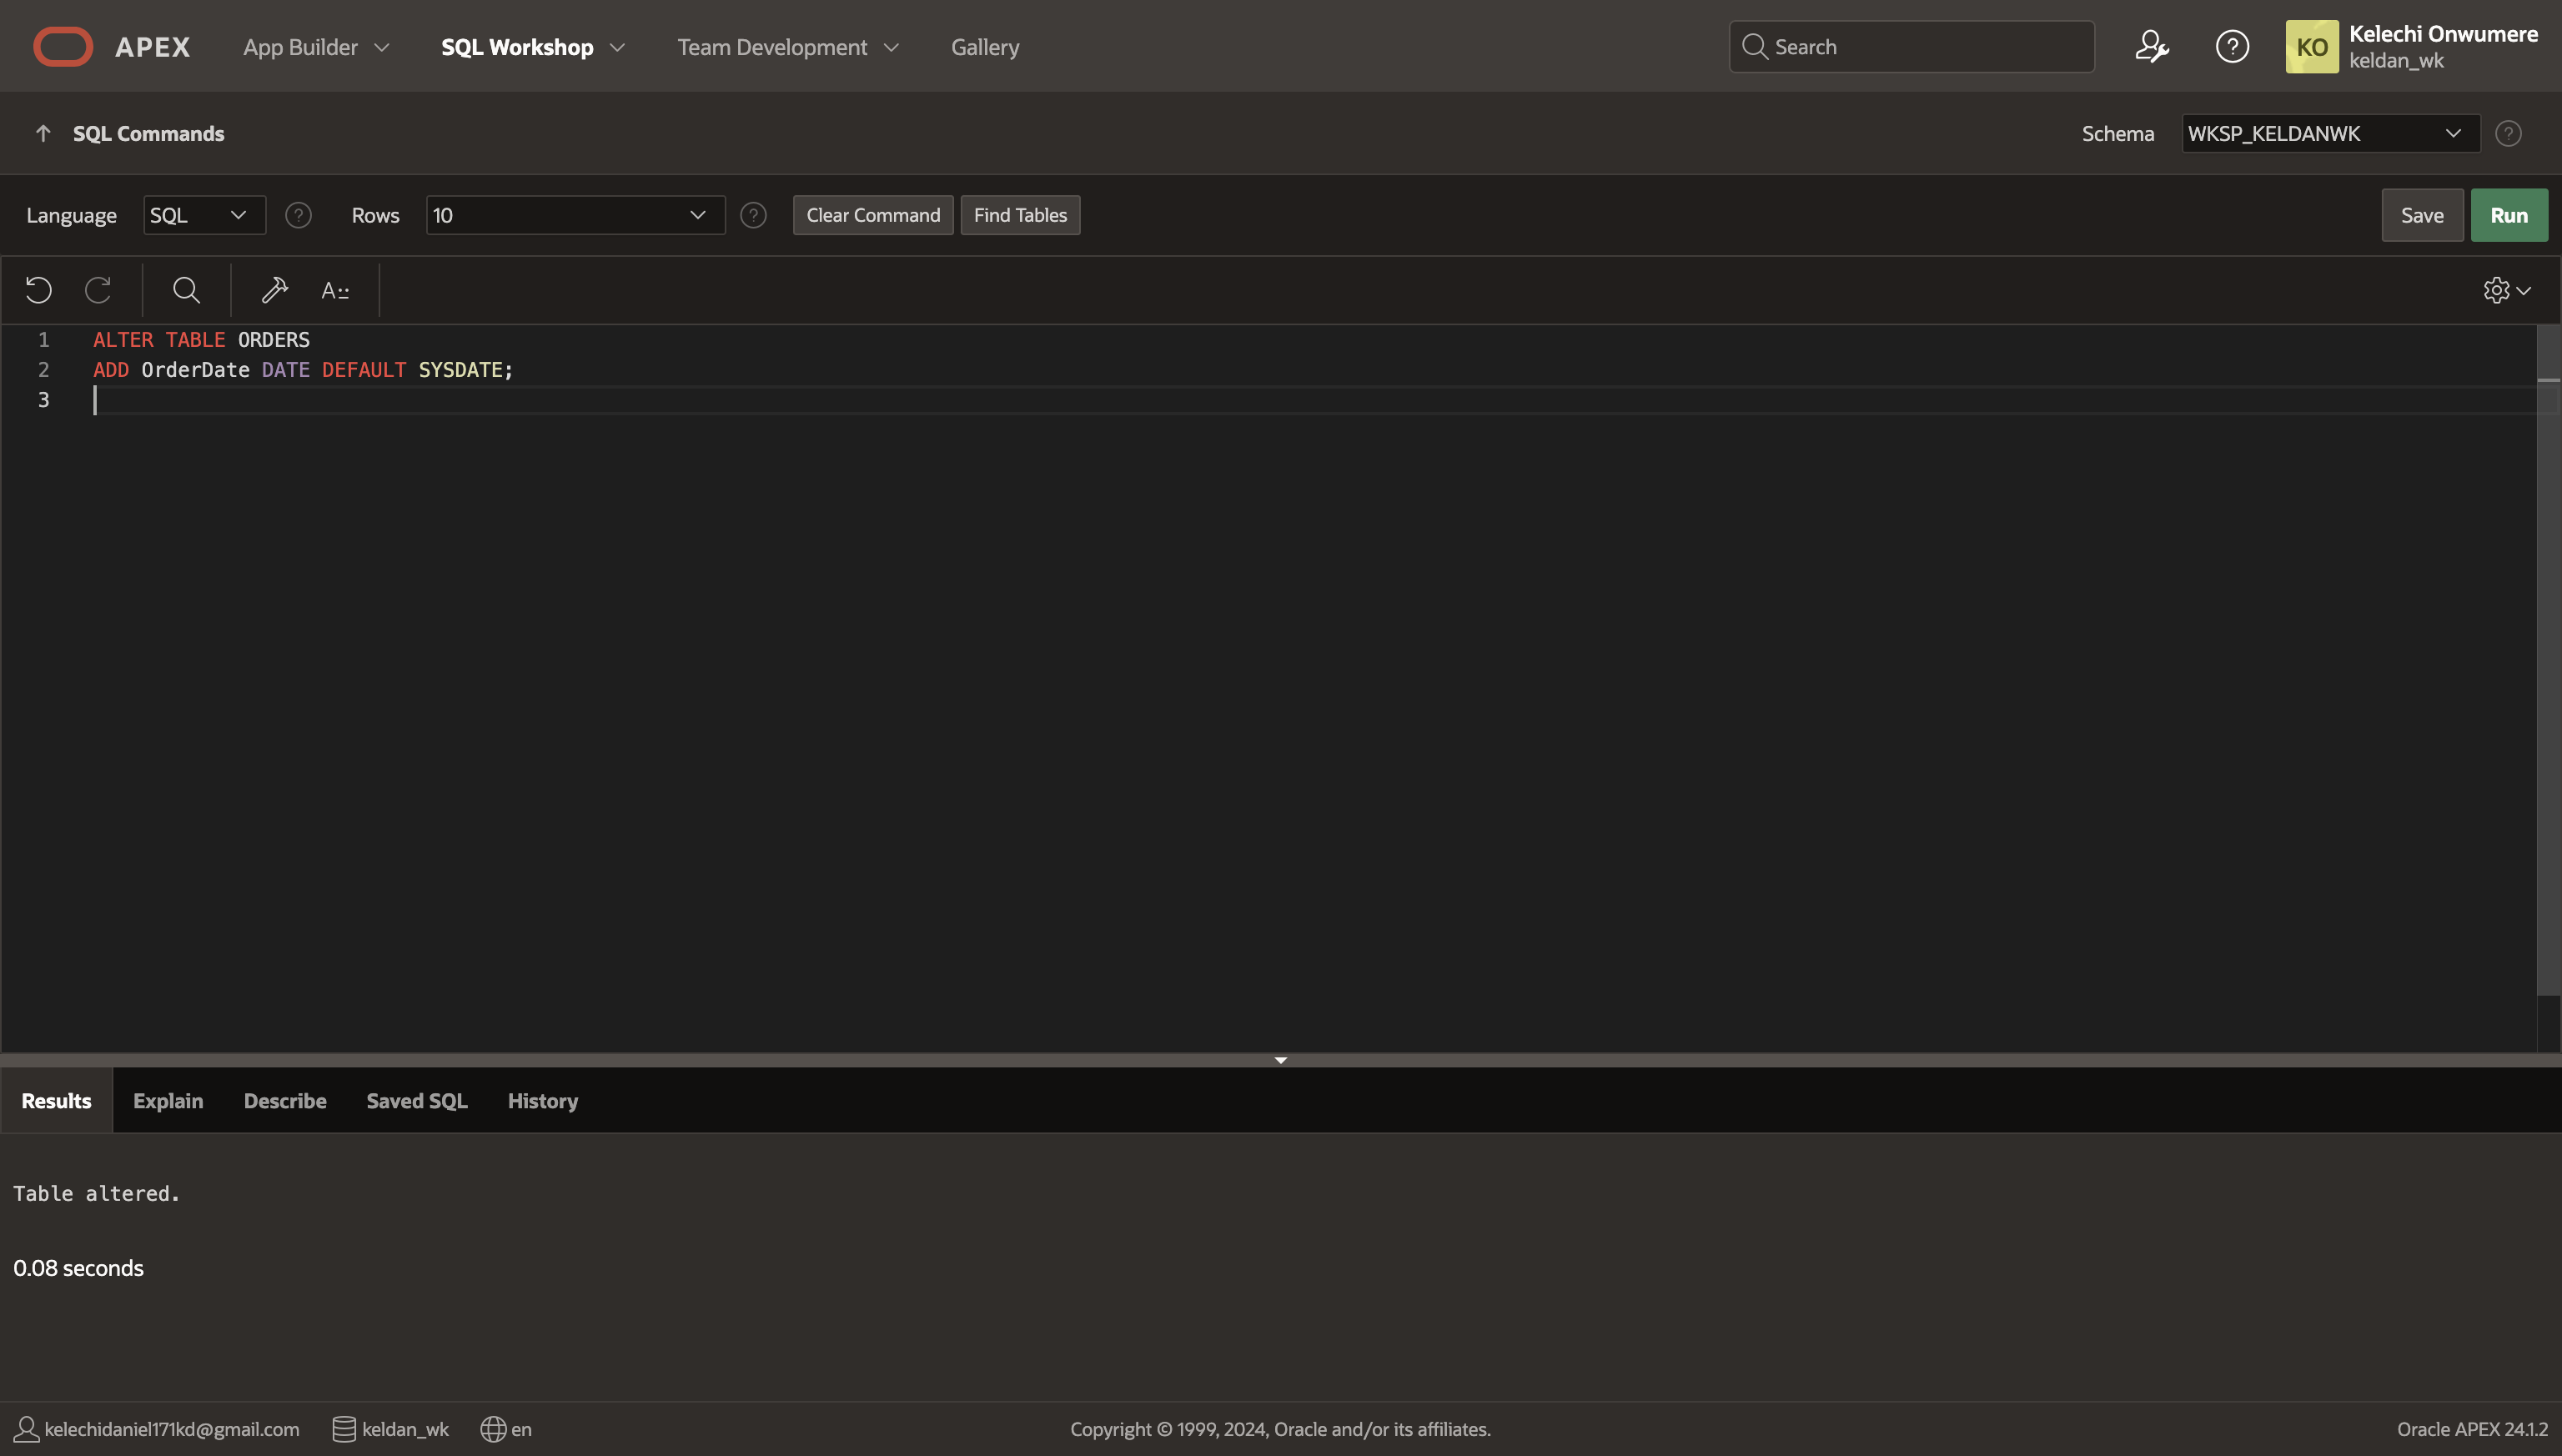 APEX App Builder SQL Workshop Team Development Gallery Search KO Kelechi Onwumere
keldan_wk
SQL Commands Schema WKSP_KELDANWK
Language SQL Rows 10 Clear Command Find Tables Save Run
A
1 ALTER TABLE ORDERS
2 ADD OrderDate DATE DEFAULT SYSDATE;
3
Results Explain Describe Saved SQL History
Table altered.
0.08 seconds
kelechidaniel171kd@gmail.com keldan_wk en Copyright © 1999, 2024, Oracle and/or its affiliates. Oracle APEX 24.1.2